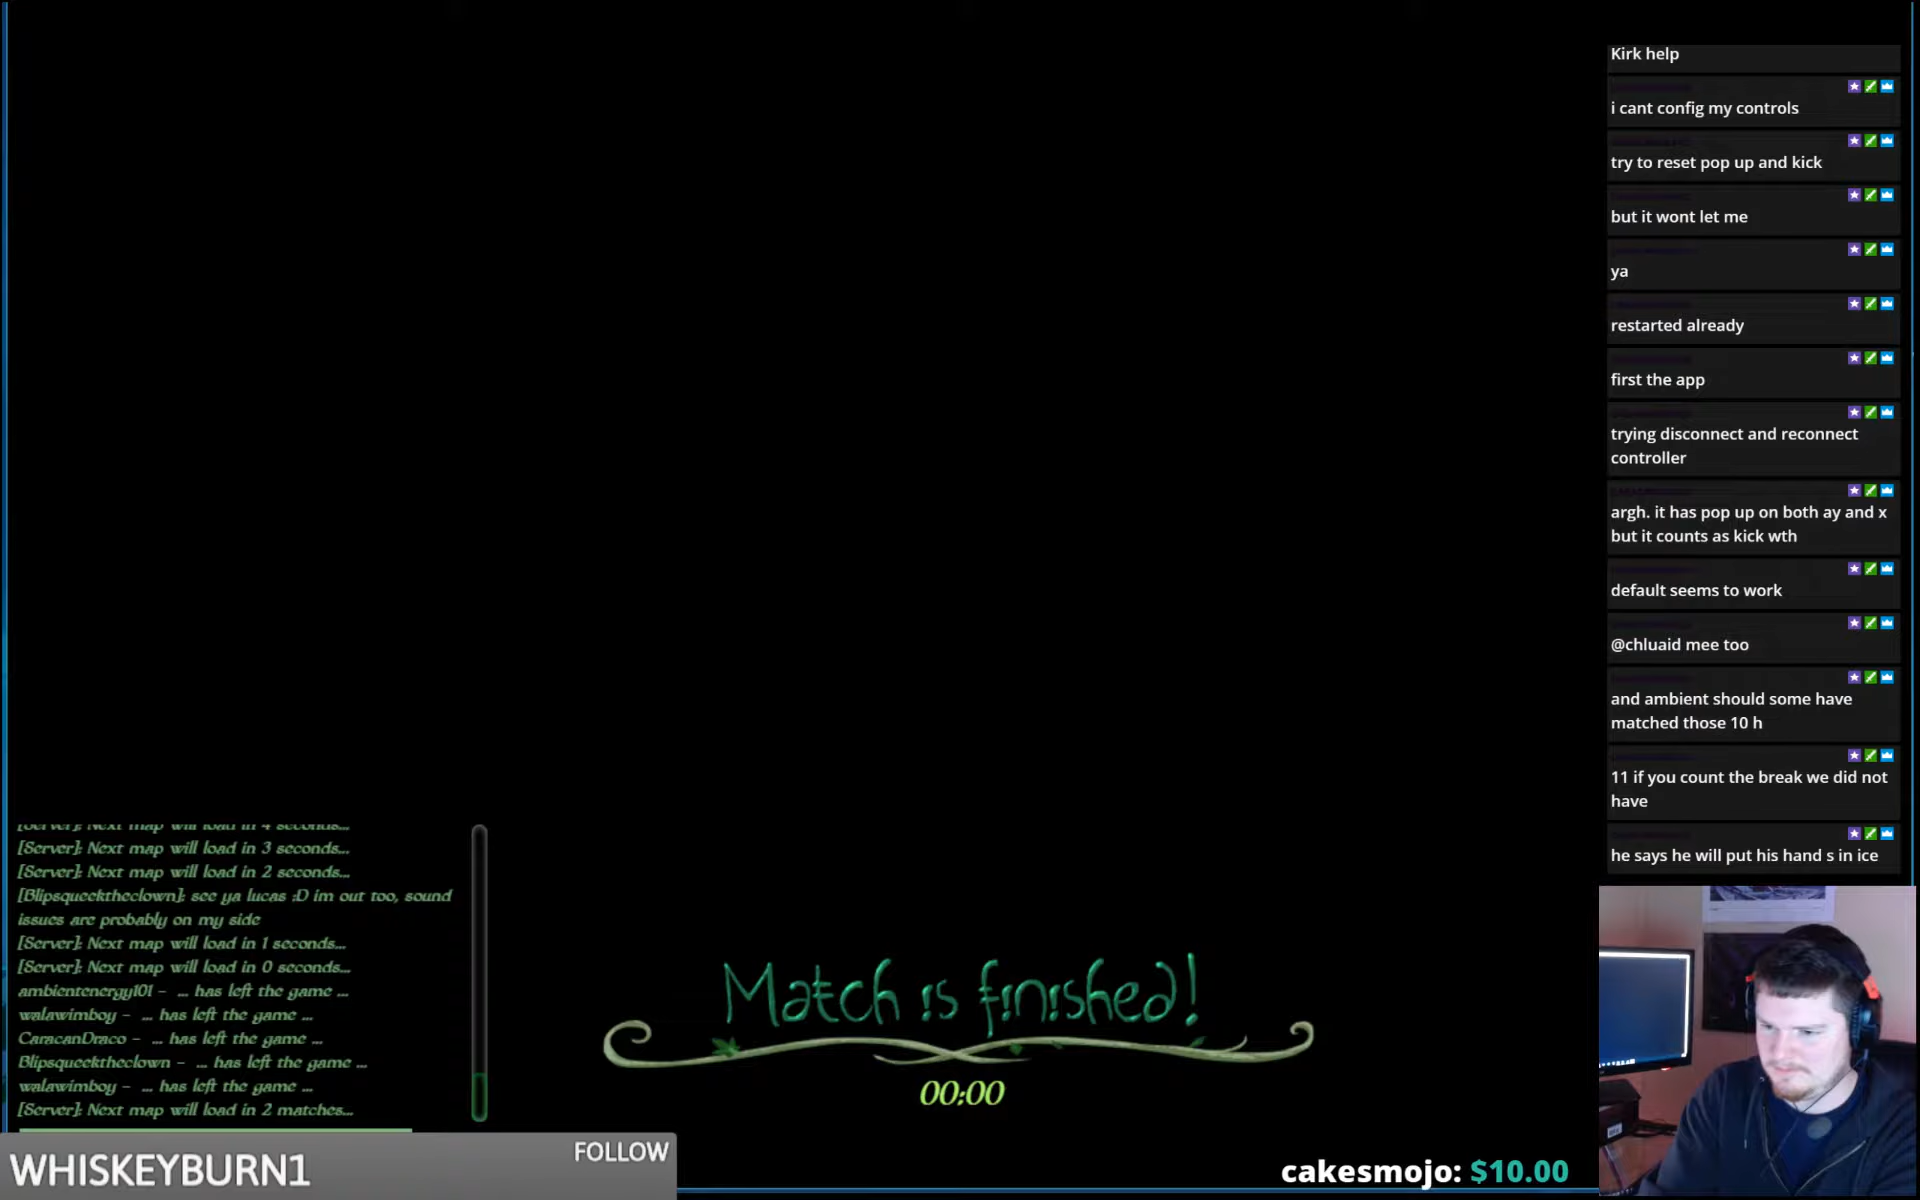 Kirk help
i cant config my controls
try to reset pop up and kick
but it wont let me
ya
restarted already
first the app
trying disconnect and reconnect
controller
argh. it has pop up on both ay and x
but it counts as kick wth
default seems to work
@chluaid mee too
and ambient should some have
matched those 10 h
11 if you count the break we did not
have
he says he will put his hand s in ice
[Server]: Next map will load in 4 seconds...
[Server]: Next map will load in 3 seconds...
[Server]: Next map will load in 2 seconds...
[Blipsqueektheclown]: see ya lucas :D im out too, sound
issues are probably on my side
[Server]: Next map will load in 1 seconds...
[Server]: Next map will load in 0 seconds...
ambientenergy101 - ... has left the game ...
walawimboy - ... has left the game ...
CaracanDraco - ... has left the game ...
Blipsqueektheclown - ... has left the game ...
walawimboy - ... has left the game ...
[Server]: Next map will load in 2 matches...
Match is finished!
00:00
WHISKEYBURN1
FOLLOW
cakesmojo: $10.00